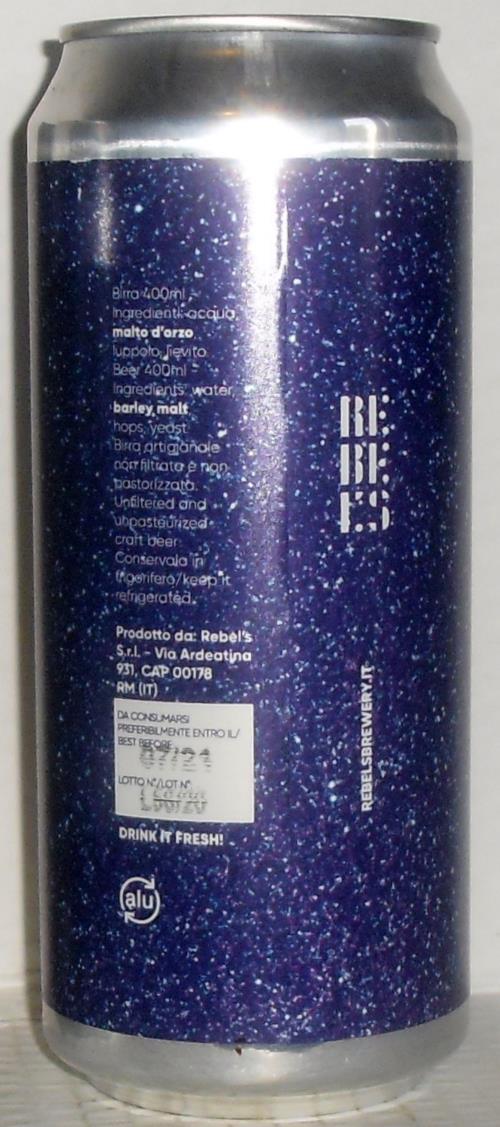 Birra 400ml
Ingredienti: acqua,
malto d'orzo,
luppolo, lievito
Beer 400ml
Ingredients: water,
barley malt,
hops, yeast
Birra artigianale
non filtrata e non
pastorizzata.
Unfiltered and
unpasteurized
craft beer
Conservala in
frigorifero/keep it
refrigerated.
Prodotto da: Rebel's
S.r.l. - Via Ardeatina
931, CAP 00178
RM (IT)
DA CONSUMARSI
PREFERIBILMENTE ENTRO IL/
BEST BEFORE
07/21
LOTTO N°/LOT N°:
DRINK IT FRESH!
alu
RE
BE
LS
REBELSBREWERY.IT